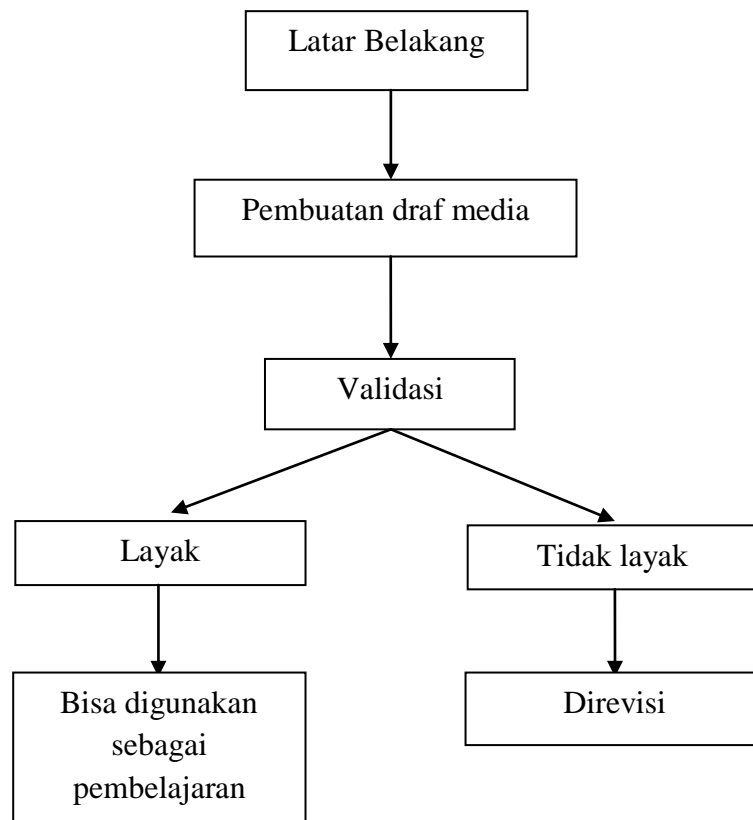 Latar Belakang
Pembuatan draf media
Validasi
Layak
Tidak layak
Bisa digunakan
sebagai
pembelajaran
Direvisi